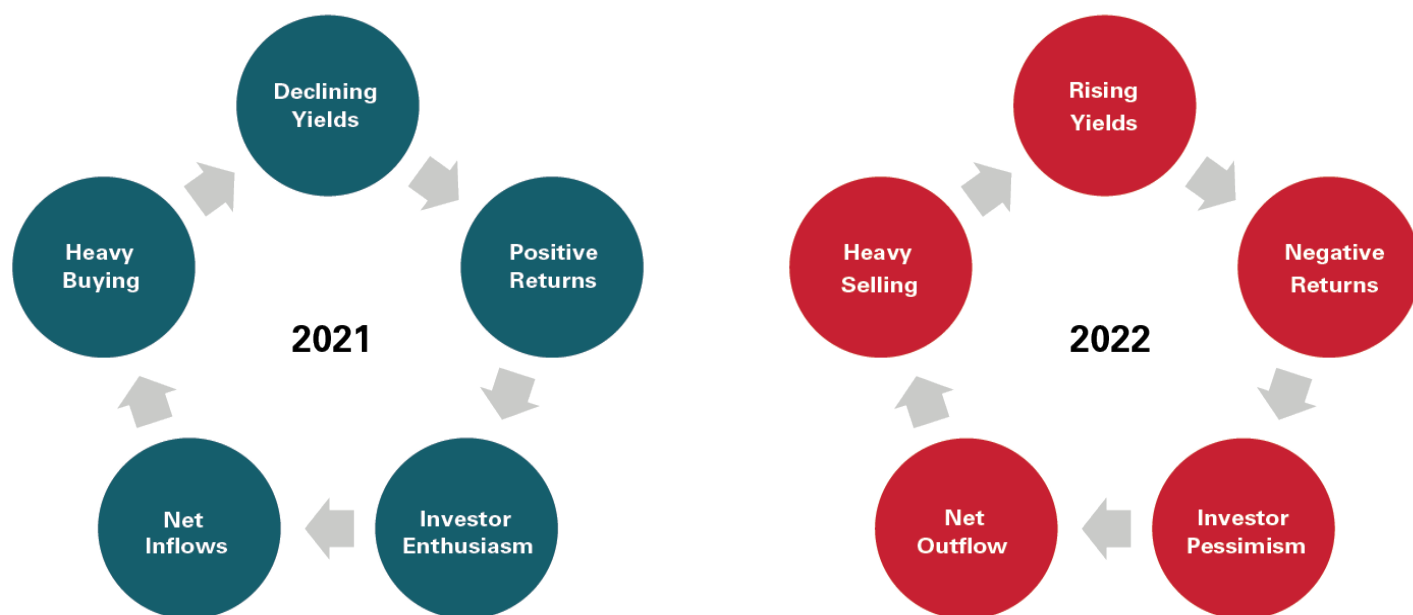 Declining
Yields
Positive
Returns
Investor
Enthusiasm
Net
Inflows
Heavy
Buying
2021
Rising
Yields
Negative
Returns
Investor
Pessimism
Net
Outflow
Heavy
Selling
2022